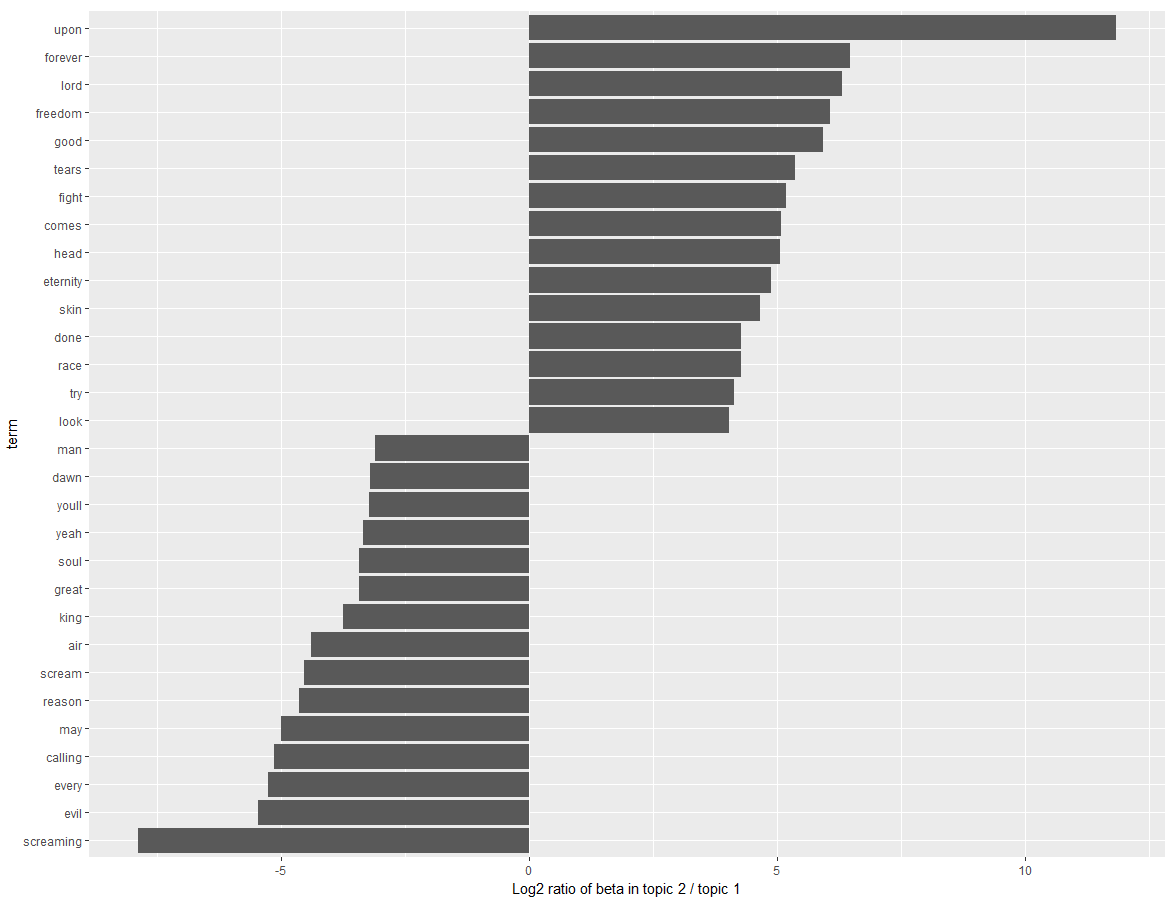 upon
forever
lord
freedom
good
tears
fight
comes
head
eternity
skin
done
race
try
look
man
dawn
youll
yeah
soul
great
king
air
scream
reason
may
calling
every
evil
screaming
term
-5 0 5 10
Log2 ratio of beta in topic 2 / topic 1